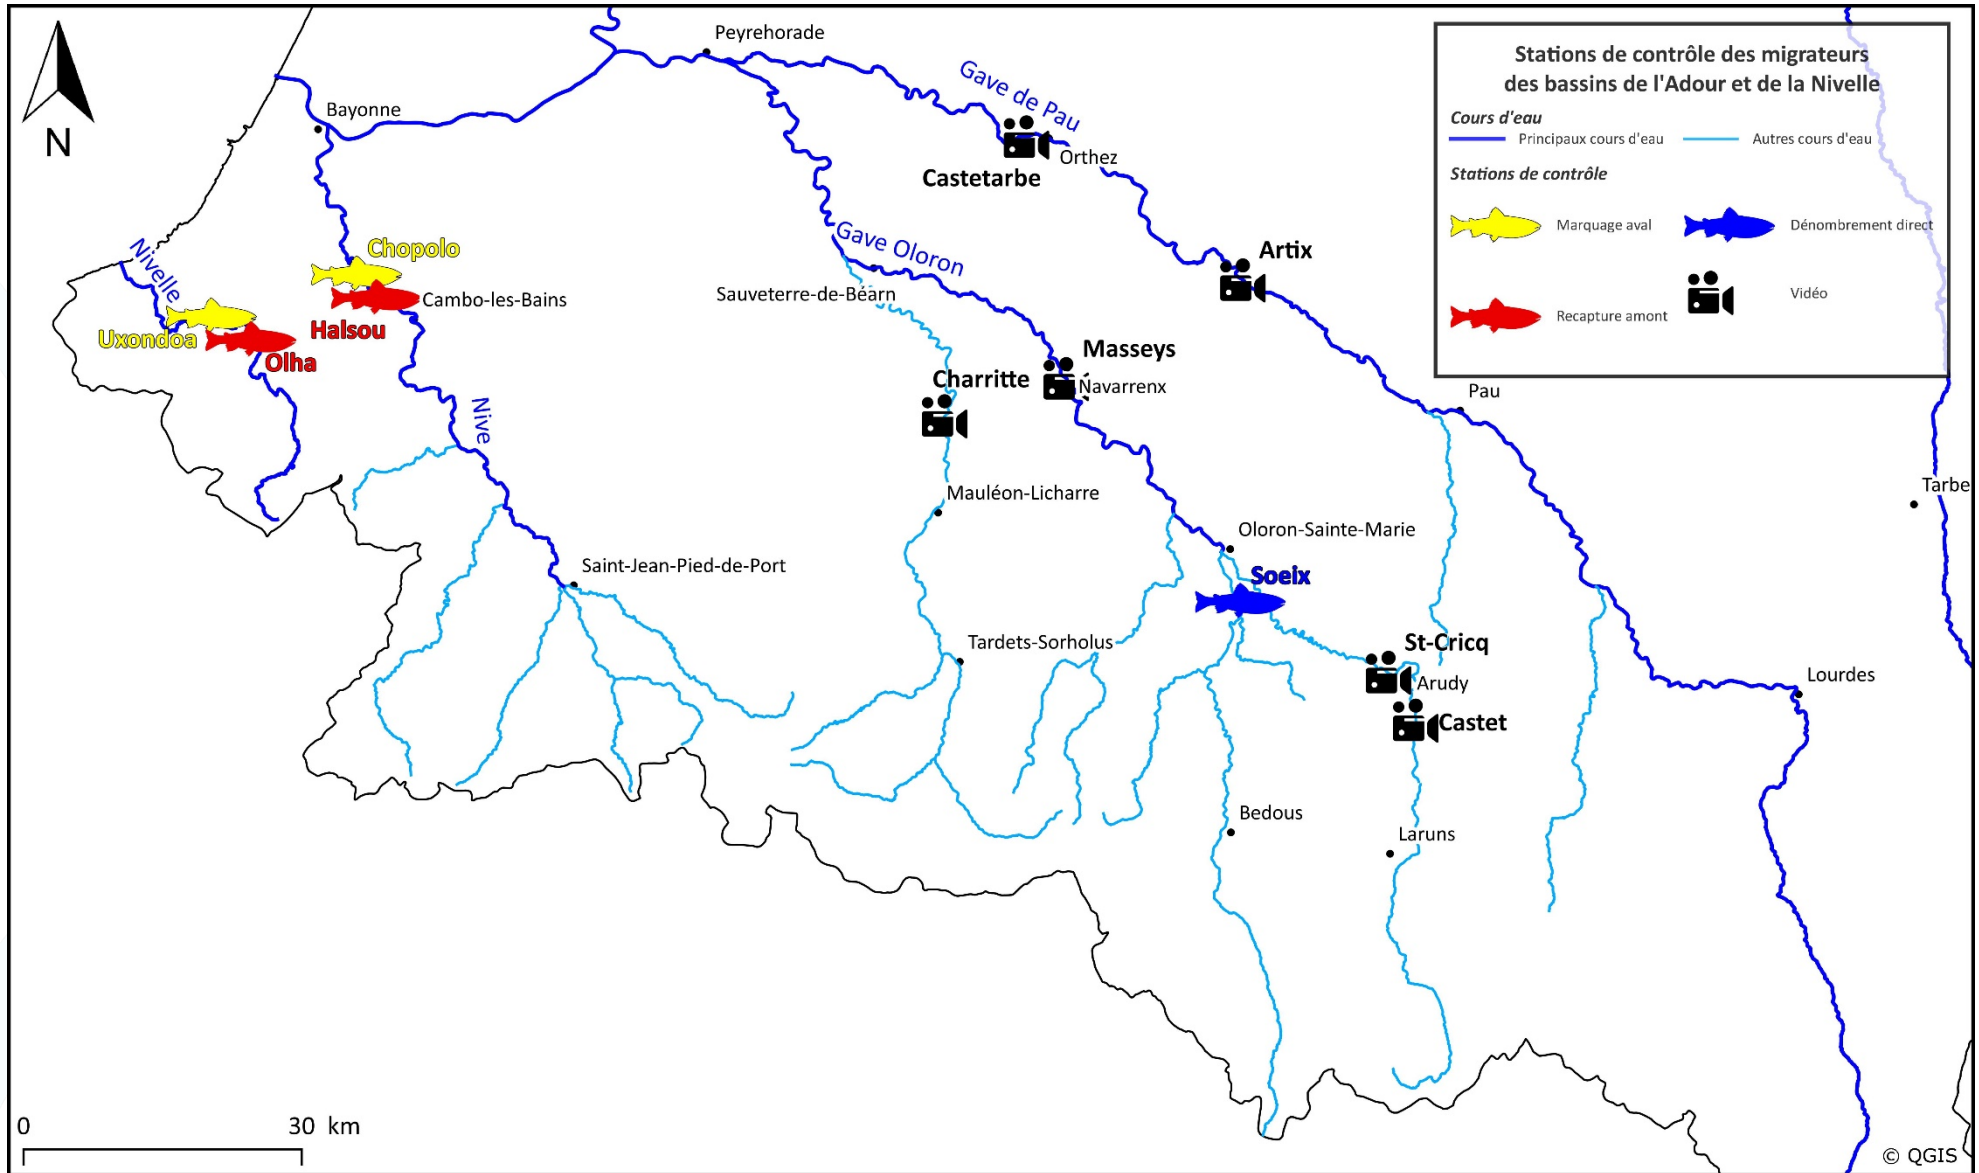 Peyrehorade
Stations de contrôle des migrateurs
des bassins de l'Adour et de la Nivelle
Cours d'eau
Principaux cours d'eau
Autres cours d'eau
Stations de contrôle
Marquage aval
Dénombrement direct
Recapture amont
Vidéo
N
Bayonne
Gave de Pau
Orthez
Castetarbe
Nivelle
Chopolo
Cambo-les-Bains
Halsou
Uxondoa
Olha
Gave Oloron
Sauveterre-de-Béarn
Artix
Masseys
Navarrenx
Charritte
Nive
Pau
Tarbe
Mauléon-Licharre
Oloron-Sainte-Marie
Saint-Jean-Pied-de-Port
Soeix
Tardets-Sorholus
St-Cricq
Arudy
Castet
Lourdes
Bedous
Laruns
0 30 km
© QGIS